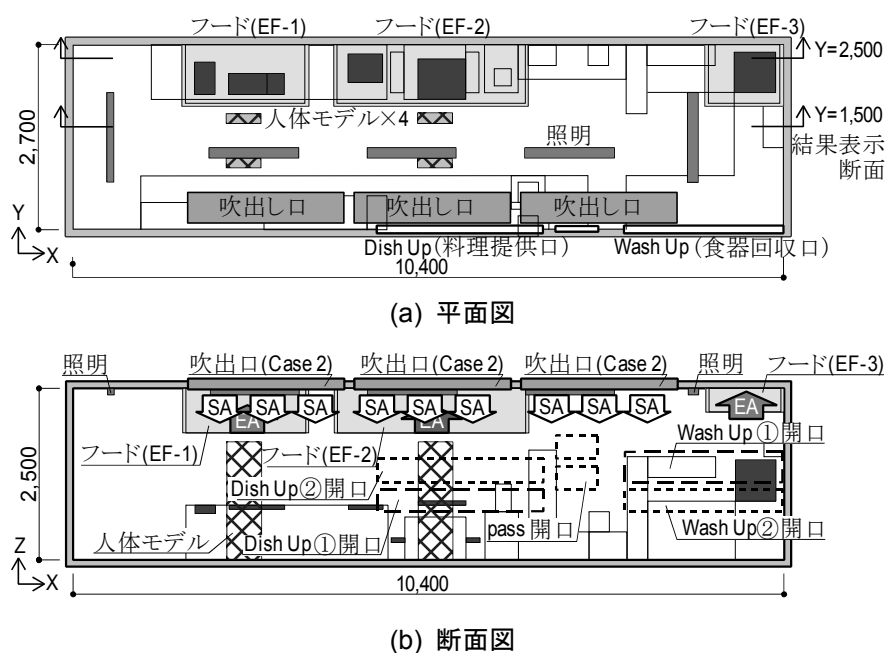 フード(EF-1)
フード(EF-2)
フード(EF-3)
Y=2,500
人体モデル×4
Y=1,500
照明
結果表示
断面
2,700
吹出し口
吹出し口
吹出し口
Y
X
Dish Up(料理提供口)
Wash Up(食器回収口)
10,400
(a) 平面図
照明
吹出口(Case 2)
吹出口(Case 2)
吹出口(Case 2)
照明
フード(EF-3)
SA
SA
SA
SA
SA
SA
SA
SA
SA
EA
EA
EA
2,500
フード(EF-1)
フード(EF-2)
Wash Up①開口
Dish Up②開口
人体モデル
Dish Up①開口
pass 開口
Wash Up②開口
Z
X
10,400
(b) 断面図